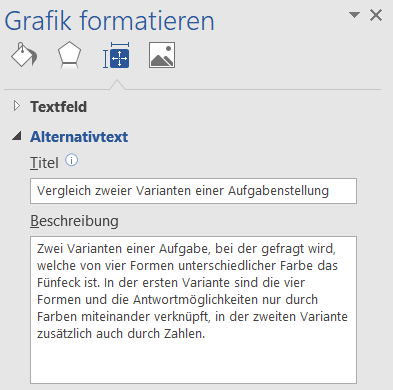 Grafik formatieren
Textfeld
Alternativtext
Titel
Vergleich zweier Varianten einer Aufgabenstellung
Beschreibung
Zwei Varianten einer Aufgabe, bei der gefragt wird,
welche von vier Formen unterschiedlicher Farbe das
Fünfeck ist. In der ersten Variante sind die vier
Formen und die Antwortmöglichkeiten nur durch
Farben miteinander verknüpft, in der zweiten Variante
zusätzlich auch durch Zahlen.